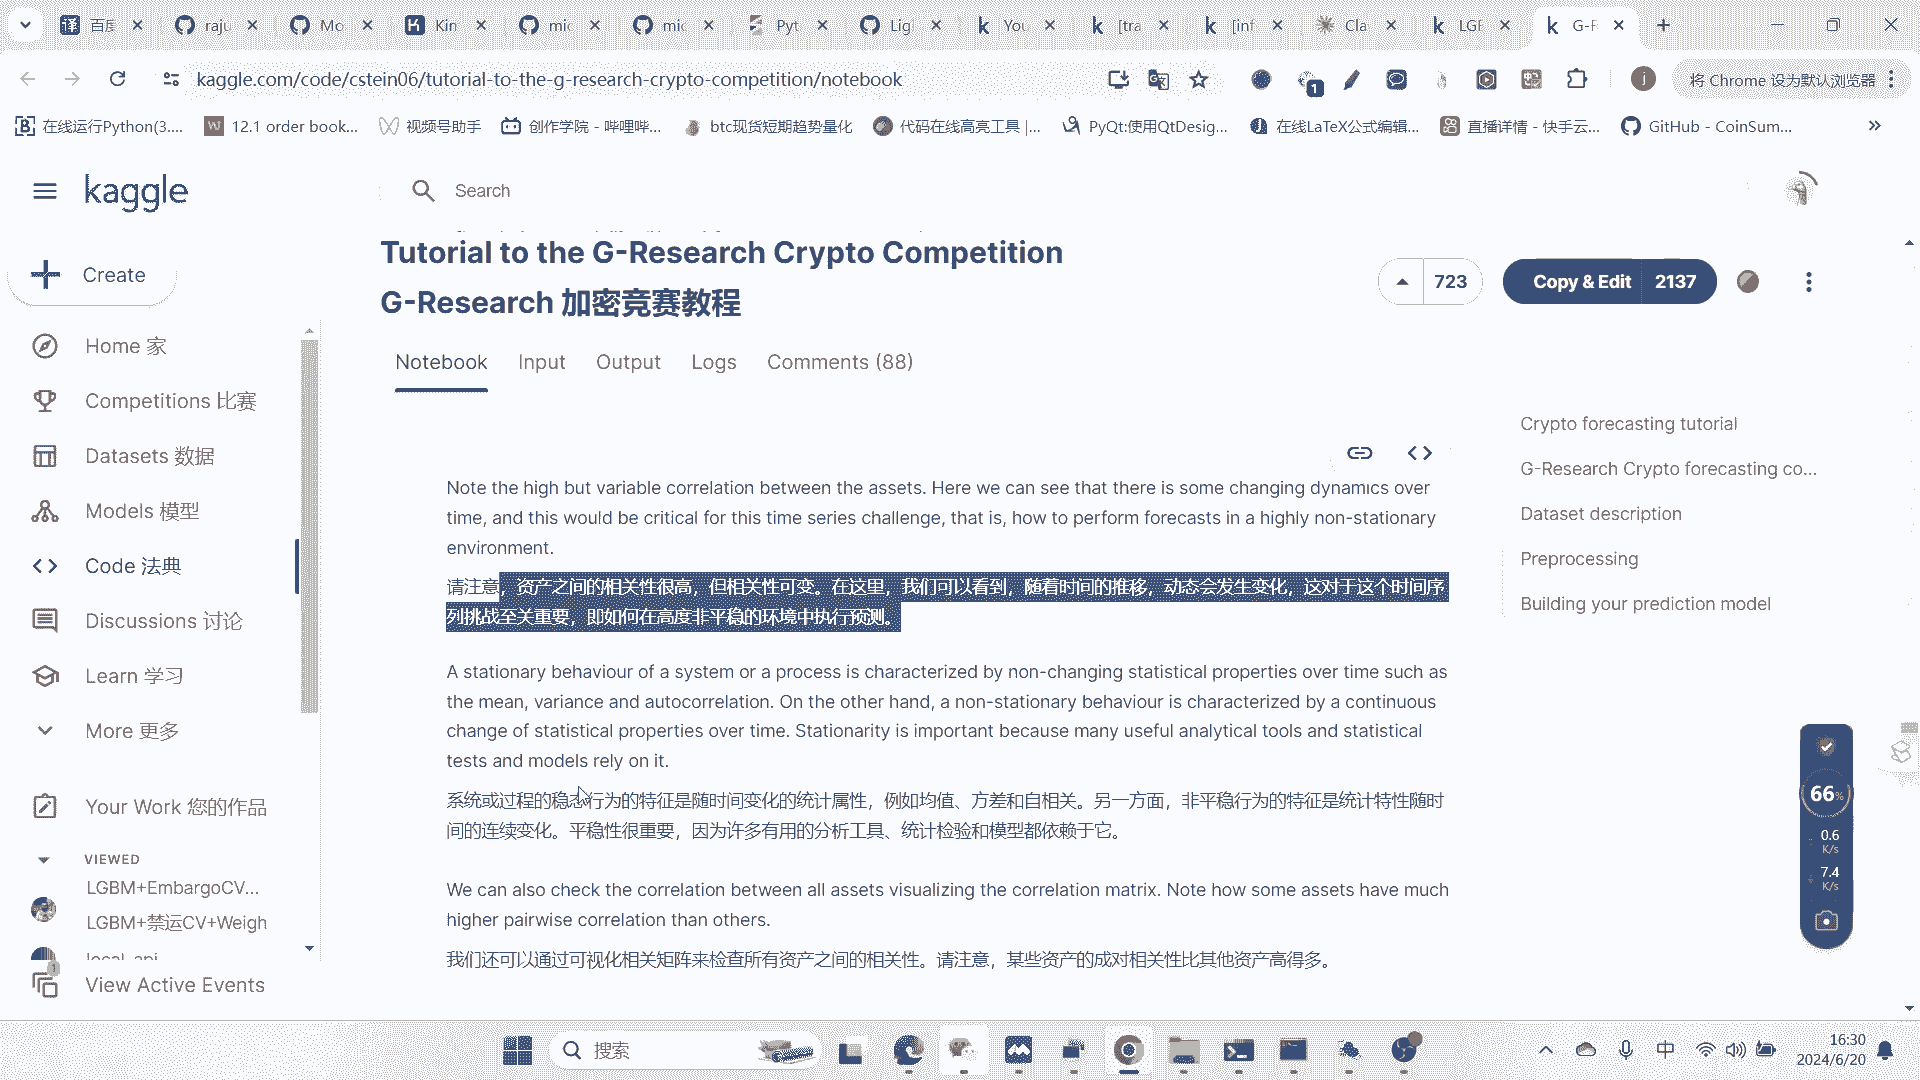 译 百度
raju
Mo
Kin
mic
mic
Pyt
Ligl
You
[tra
[inf
Cla
LGE
G-F
kaggle.com/code/cstein06/tutorial-to-the-g-research-crypto-competition/notebook
1
j
将 Chrome 设为默认浏览器
在线运行Python(3....
12.1 order book...
视频号助手
创作学院 - 哔哩哔...
btc现货短期趋势量化
代码在线高亮工具 |...
PyQt:使用QtDesig...
在线LaTeX公式编辑...
直播详情 - 快手云...
GitHub - CoinSum...
kaggle
Search
Tutorial to the G-Research Crypto Competition
G-Research 加密竞赛教程
723
Copy & Edit 2137
Create
Home 家
Competitions 比赛
Datasets 数据
Models 模型
Code 法典
Discussions 讨论
Learn 学习
More 更多
Your Work 您的作品
VIEWED
LGBM+EmbargoCV...
LGBM+禁运CV+Weigh
local_api
1
View Active Events
Notebook
Input
Output
Logs
Comments (88)
Note the high but variable correlation between the assets. Here we can see that there is some changing dynamics over
time, and this would be critical for this time series challenge, that is, how to perform forecasts in a highly non-stationary
environment.
请注意，资产之间的相关性很高，但相关性可变。在这里，我们可以看到，随着时间的推移，动态会发生变化，这对于这个时间序
列挑战至关重要，即如何在高度非平稳的环境中执行预测。
A stationary behaviour of a system or a process is characterized by non-changing statistical properties over time such as
the mean, variance and autocorrelation. On the other hand, a non-stationary behaviour is characterized by a continuous
change of statistical properties over time. Stationarity is important because many useful analytical tools and statistical
tests and models rely on it.
系统或过程的稳态行为的特征是随时间变化的统计属性，例如均值、方差和自相关。另一方面，非平稳行为的特征是统计特性随时
间的连续变化。平稳性很重要，因为许多有用的分析工具、统计检验和模型都依赖于它。
We can also check the correlation between all assets visualizing the correlation matrix. Note how some assets have much
higher pairwise correlation than others.
我们还可以通过可视化相关矩阵来检查所有资产之间的相关性。请注意，某些资产的成对相关性比其他资产高得多。
Crypto forecasting tutorial
G-Research Crypto forecasting co...
Dataset description
Preprocessing
Building your prediction model
66%
0.6
K/s
7.4
K/s
搜索
中
16:30
2024/6/20